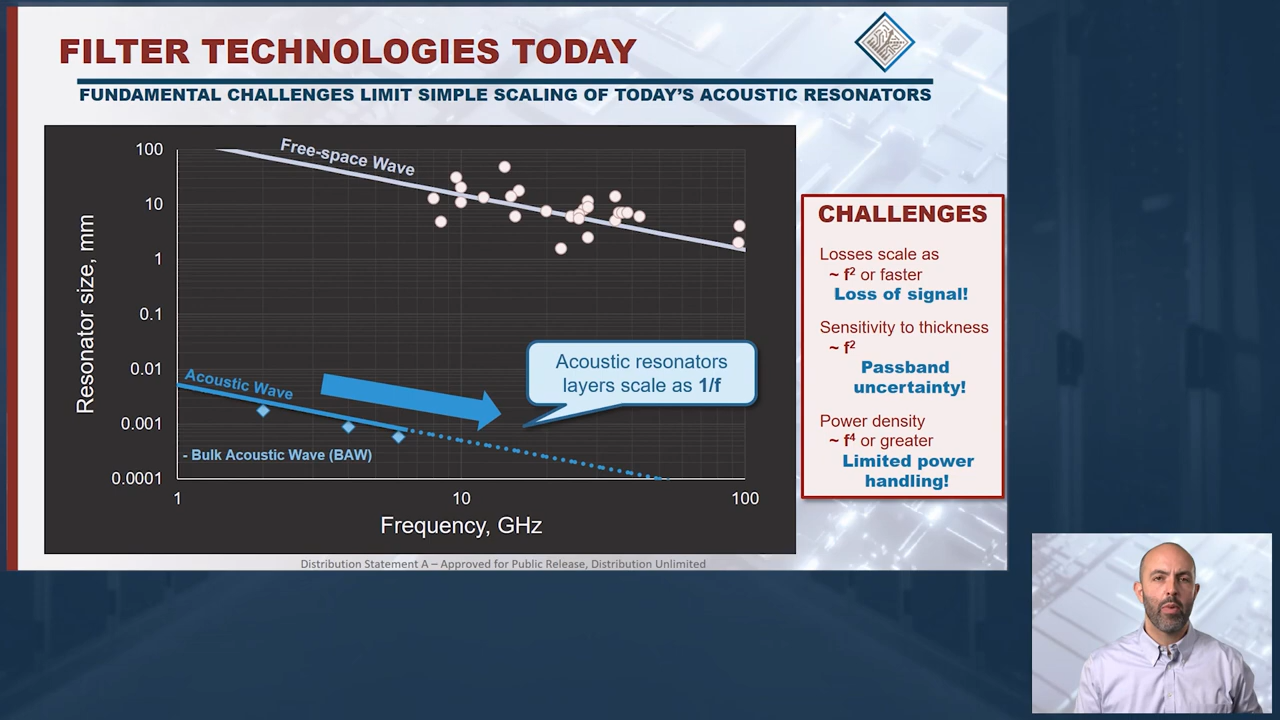 FILTER TECHNOLOGIES TODAY
FUNDAMENTAL CHALLENGES LIMIT SIMPLE SCALING OF TODAY'S ACOUSTIC RESONATORS
Resonator size, mm
100
10
1
0.1
0.01
0.001
0.0001
Free-space Wave
Acoustic Wave
- Bulk Acoustic Wave (BAW)
Acoustic resonators
layers scale as 1/f
1
10
100
Frequency, GHz
CHALLENGES
Losses scale as
~ f² or faster
Loss of signal!
Sensitivity to thickness
~ f²
Passband
uncertainty!
Power density
~ f⁴ or greater
Limited power
handling!
Distribution Statement A – Approved for Public Release, Distribution Unlimited